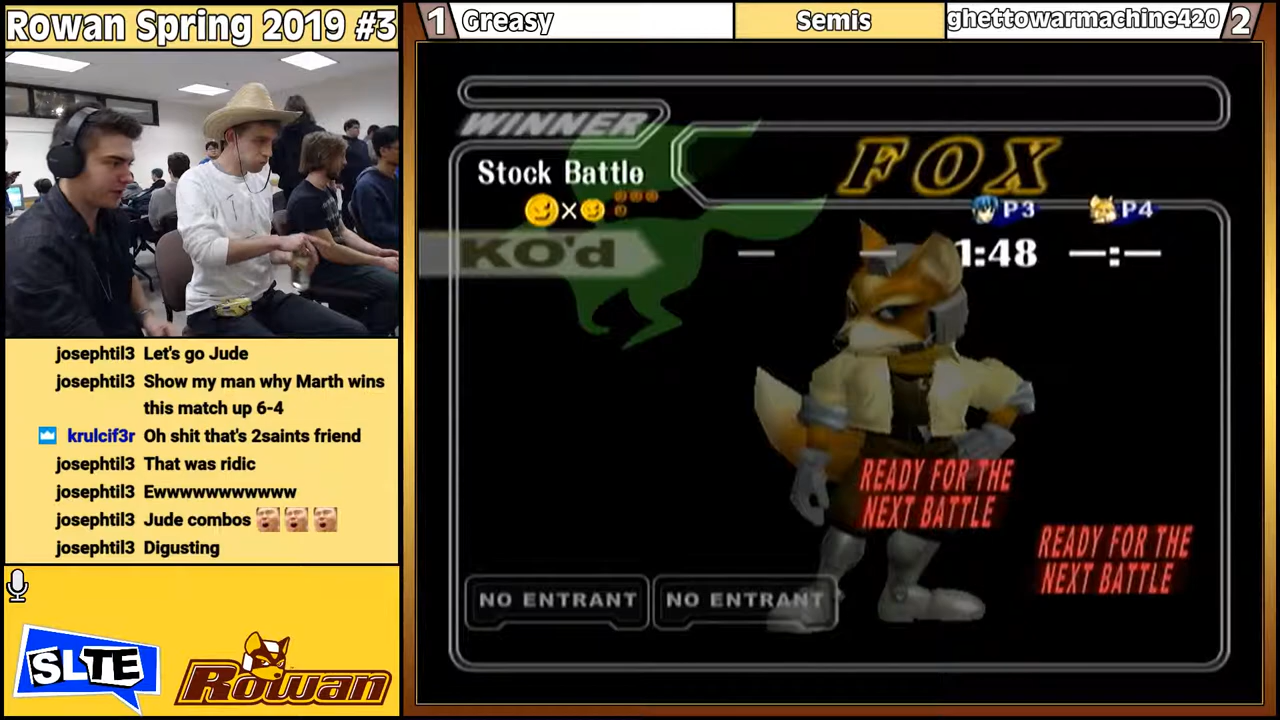 Rowan Spring 2019 #3
1 Greasy Semis ghettowarmachine420 2
WINNER
Stock Battle
FOX
×
P3 P4
KO'd
— — 1:48 —:—
READY FOR THE
NEXT BATTLE
READY FOR THE
NEXT BATTLE
NO ENTRANT NO ENTRANT
josephtil3 Let's go Jude
josephtil3 Show my man why Marth wins
this match up 6-4
krulcif3r Oh shit that's 2saints friend
josephtil3 That was ridic
josephtil3 Ewwwwwwwwwww
josephtil3 Jude combos
josephtil3 Digusting
SLTE
Rowan